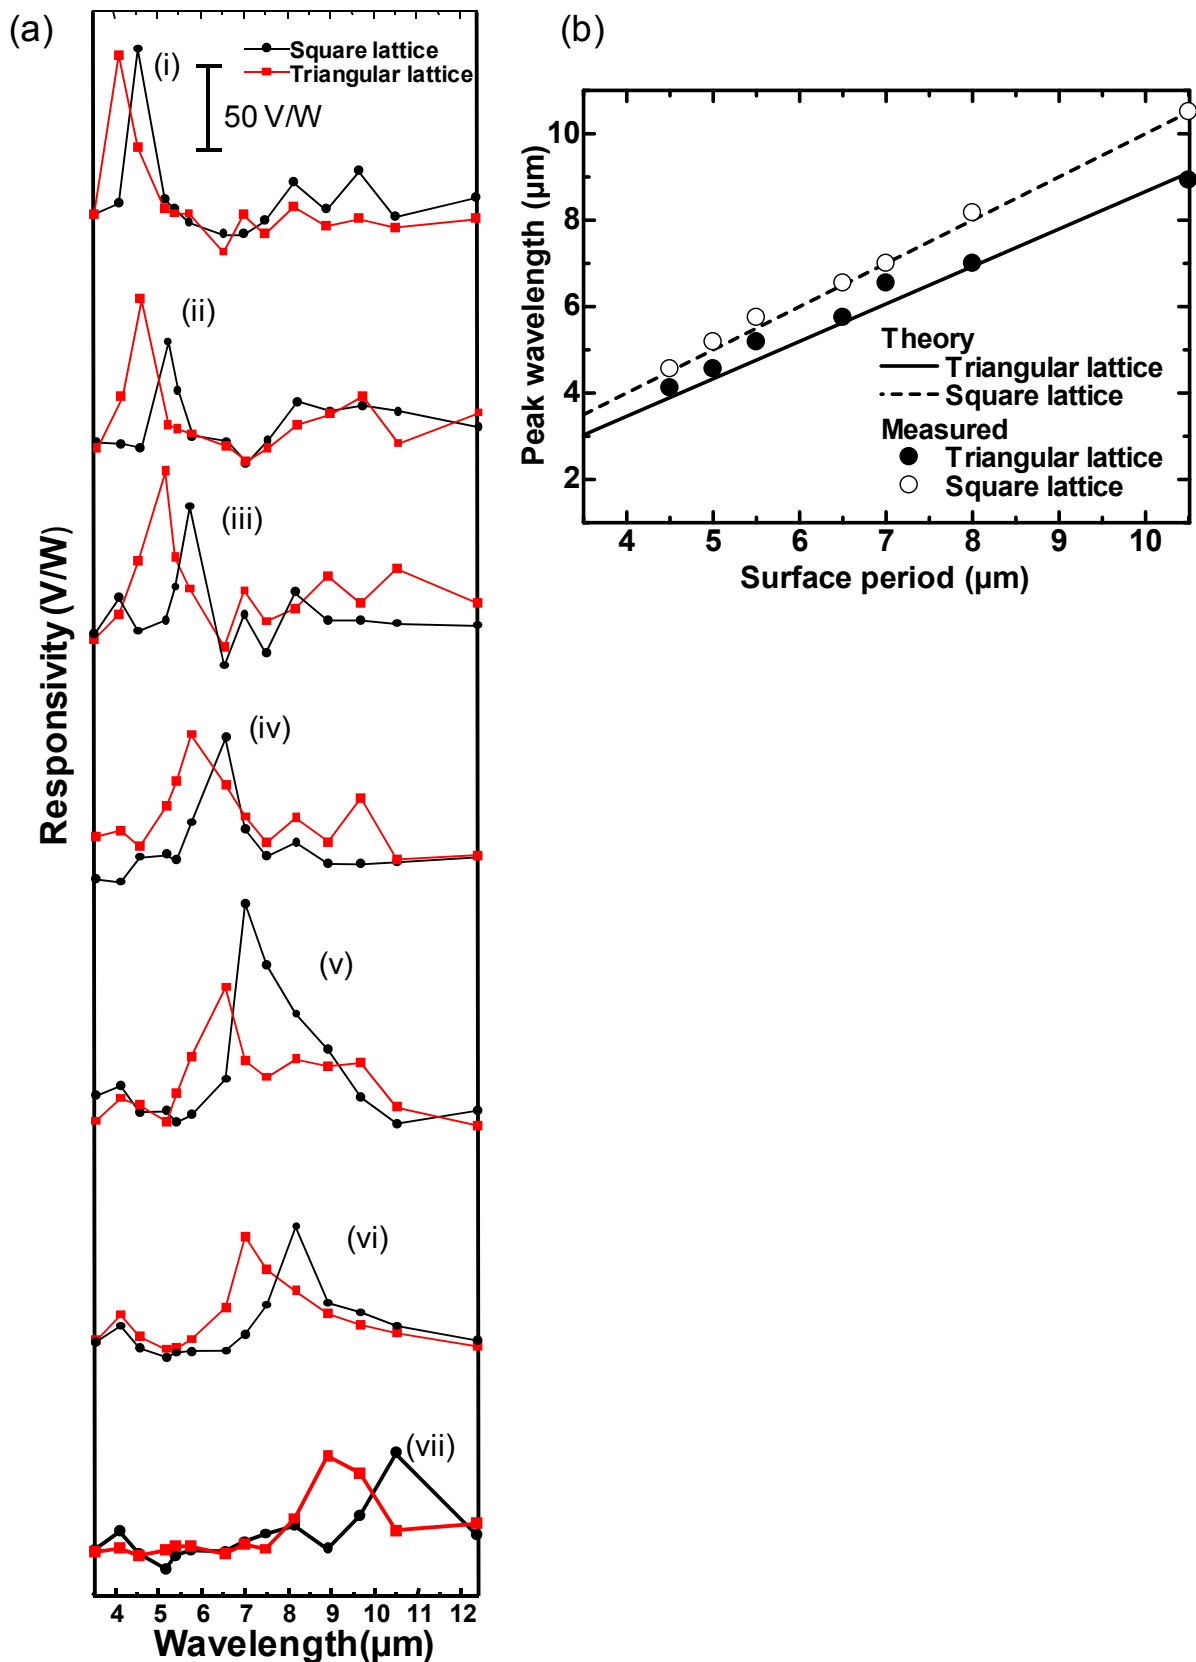 (a)
(i)
Square lattice
Triangular lattice
50 V/W
(ii)
(iii)
(iv)
(v)
(vi)
(vii)
Responsivity (V/W)
4 5 6 7 8 9 10 11 12
Wavelength(μm)
(b)
10
8
6
4
2
Peak wavelength (μm)
Theory
Triangular lattice
Square lattice
Measured
Triangular lattice
Square lattice
4 5 6 7 8 9 10
Surface period (μm)